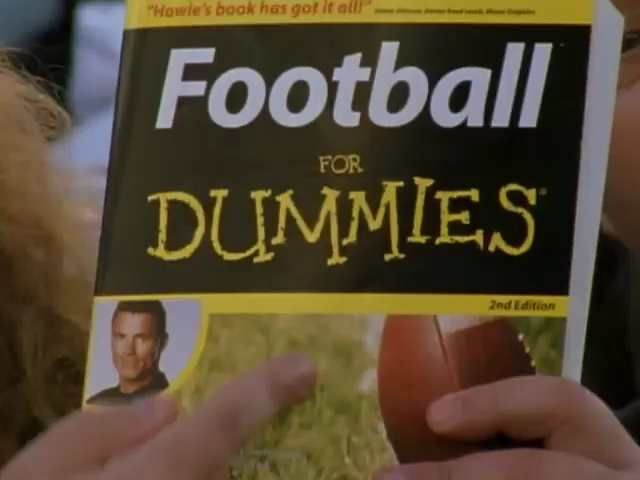 "Howie's book has got it all!"
Football
FOR
DUMMIES®
2nd Edition